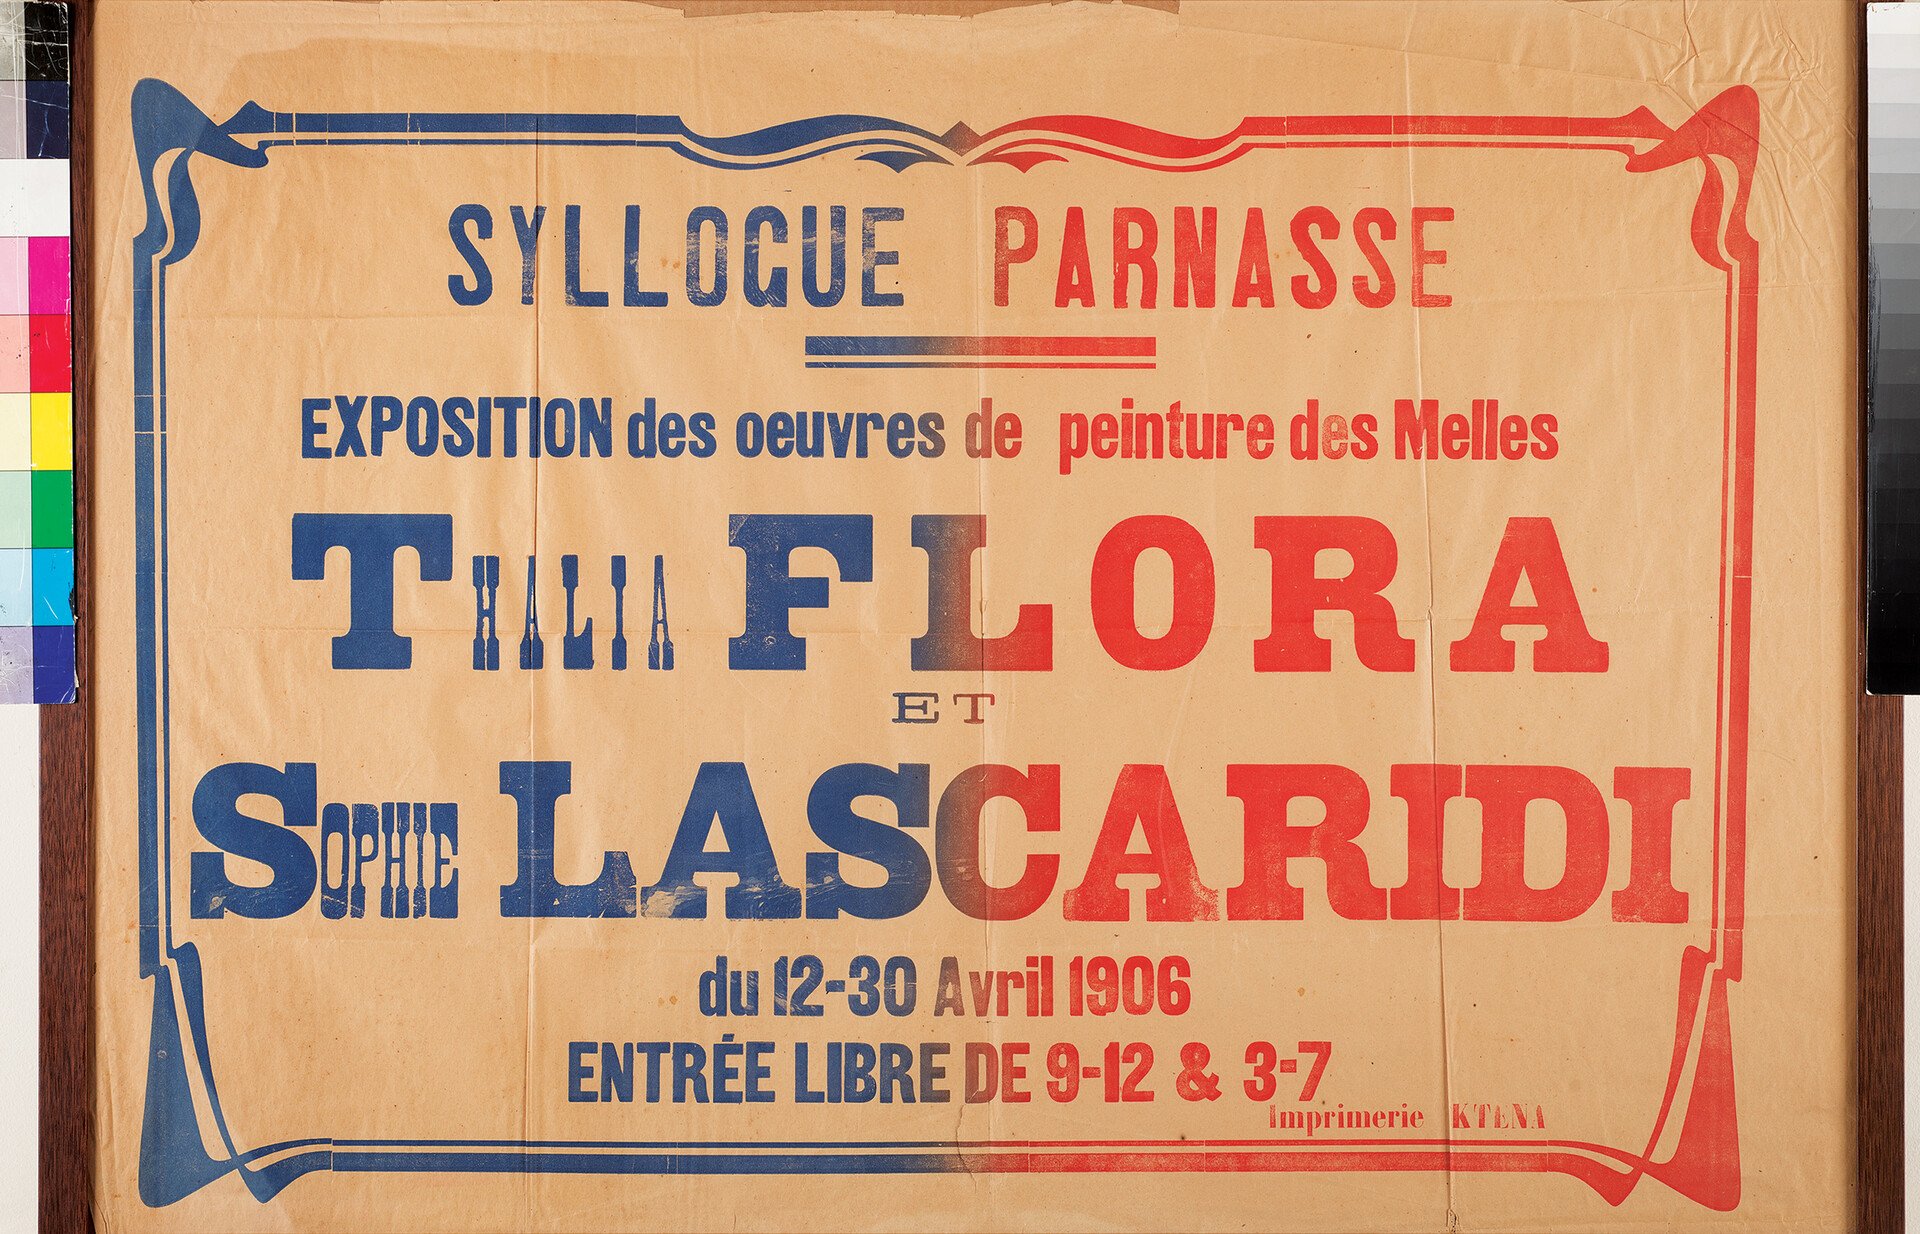 SYLLOGUE PARNASSE
EXPOSITION des oeuvres de peinture des Melles
THALIA FLORA
ET
SOPHIE LASCARIDI
du 12-30 Avril 1906
ENTRÉE LIBRE DE 9-12 & 3-7
Imprimerie KTENA